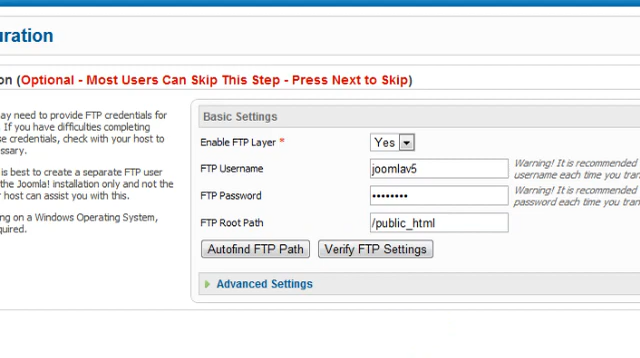 uration
on (Optional - Most Users Can Skip This Step - Press Next to Skip)
ay need to provide FTP credentials for
. If you have difficulties completing
se credentials, check with your host to
essary.
is best to create a separate FTP user
the Joomla! installation only and not the
r host can assist you with this.
ng on a Windows Operating System,
quired.
Basic Settings
Enable FTP Layer * Yes
FTP Username joomlav5 Warning! It is recommended
username each time you tran
FTP Password •••••••• Warning! It is recommended
password each time you tran
FTP Root Path /public_html
Autofind FTP Path Verify FTP Settings
Advanced Settings